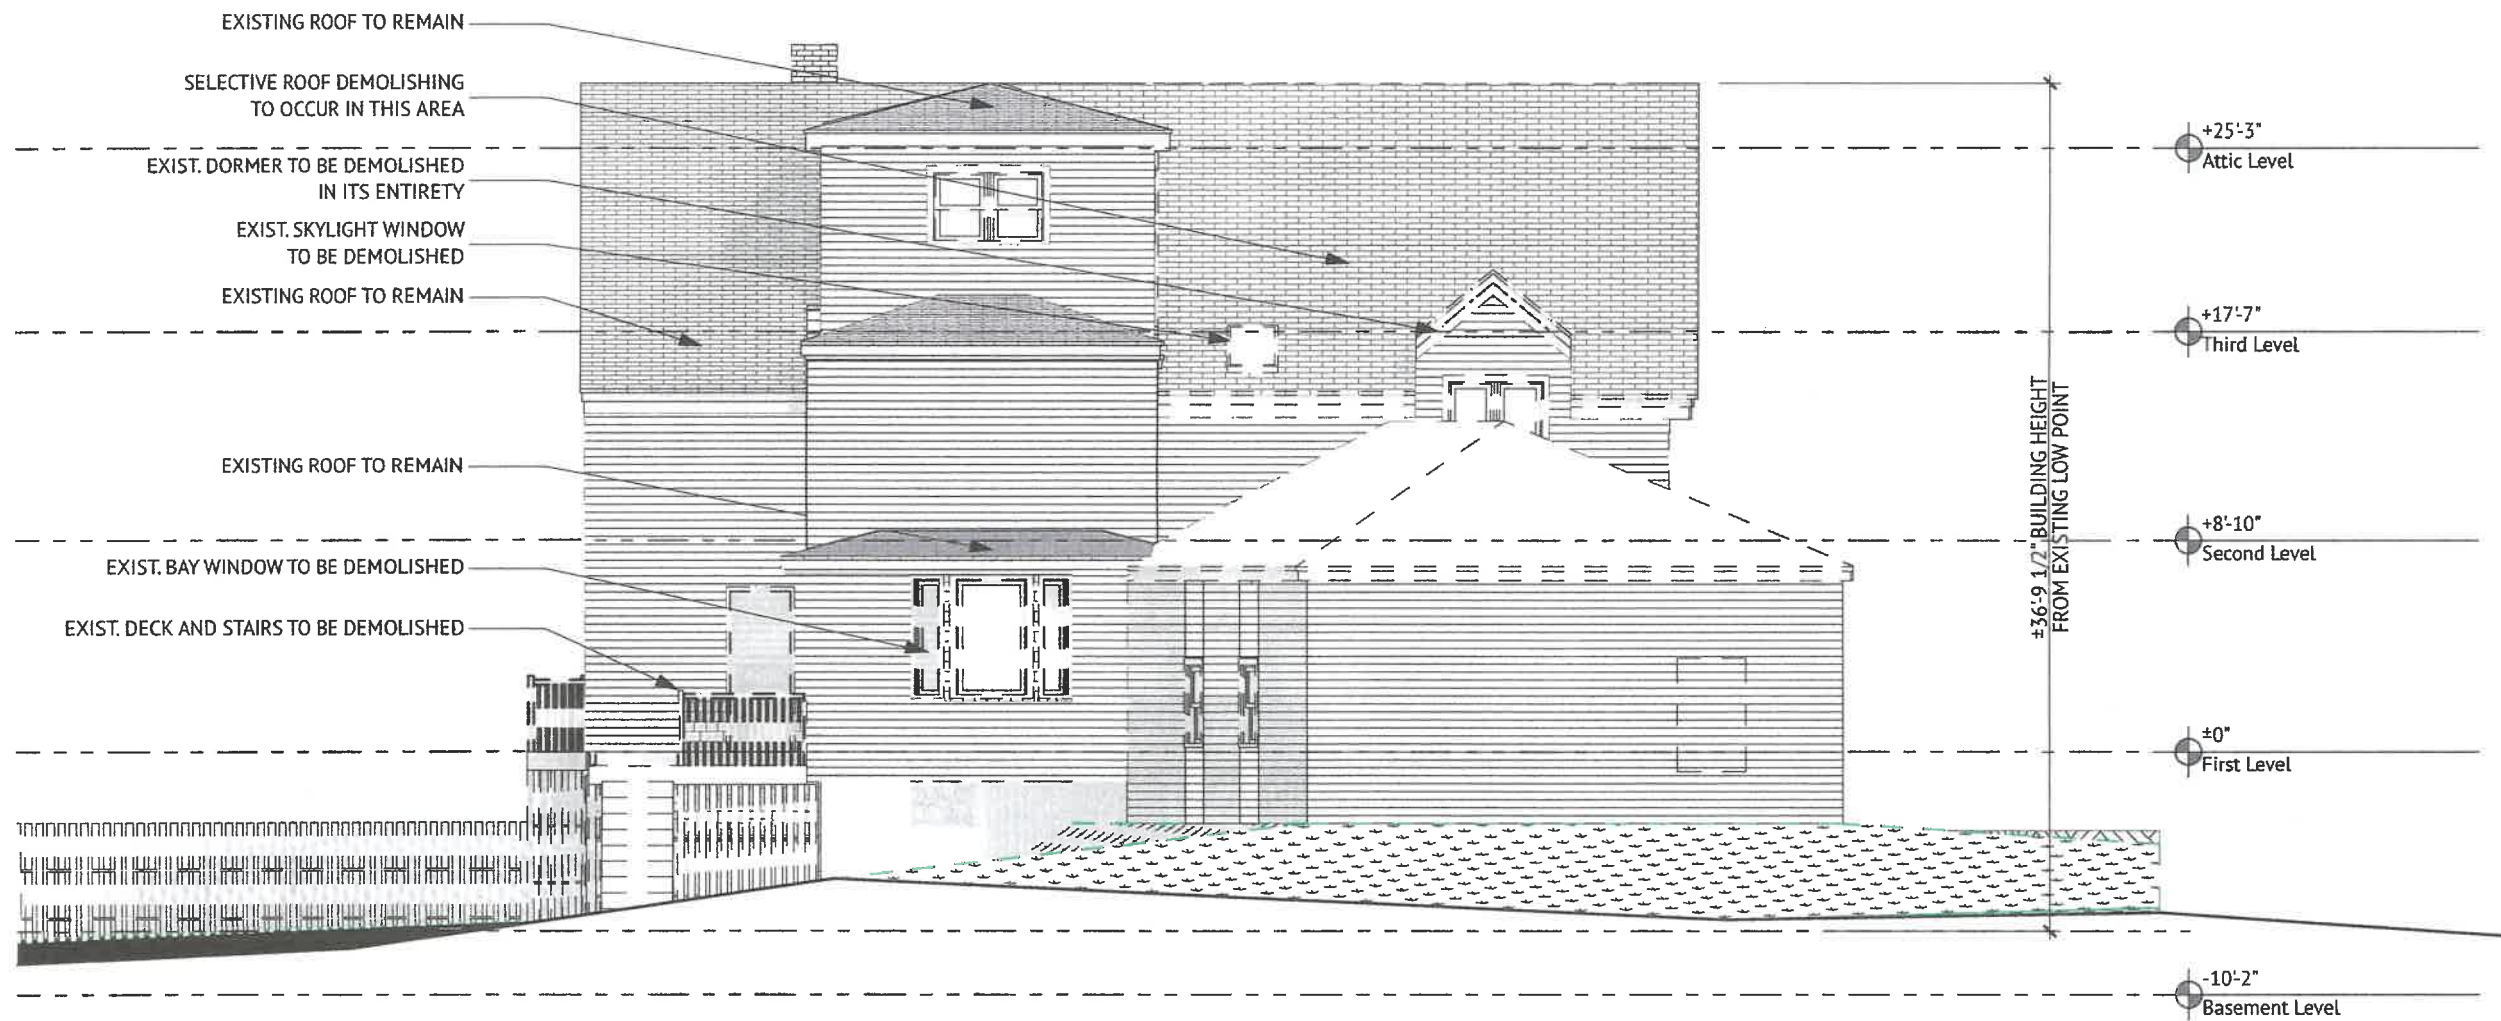 EXISTING ROOF TO REMAIN
SELECTIVE ROOF DEMOLISHING
TO OCCUR IN THIS AREA
EXIST. DORMER TO BE DEMOLISHED
IN ITS ENTIRETY
EXIST. SKYLIGHT WINDOW
TO BE DEMOLISHED
EXISTING ROOF TO REMAIN
EXISTING ROOF TO REMAIN
EXIST. BAY WINDOW TO BE DEMOLISHED
EXIST. DECK AND STAIRS TO BE DEMOLISHED
±36'-9 1/2" BUILDING HEIGHT
FROM EXISTING LOW POINT
+25'-3"
Attic Level
+17'-7"
Third Level
+8'-10"
Second Level
±0"
First Level
-10'-2"
Basement Level